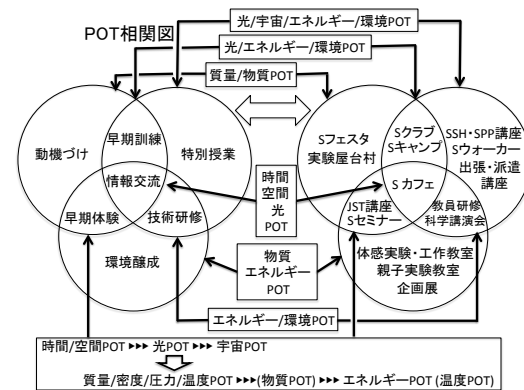 光/宇宙/エネルギー/環境POT
POT相関図
光/エネルギー/環境POT
質量/物質POT
動機づけ
早期訓練
特別授業
情報交流
早期体験
技術研修
環境醸成
時間
空間
光
POT
物質
エネルギー
POT
エネルギー/環境POT
Sフェスタ
実験屋台村
Sクラブ
Sキャンプ
SSH・SPP講座
Sウォーカー
出張・派遣
講座
S カフェ
JST講座
Sセミナー
教員研修
科学講演会
体感実験・工作教室
親子実験教室
企画展
時間/空間POT ▸▸▸ 光POT ▸▸▸ 宇宙POT
質量/密度/圧力/温度POT ▸▸▸(物質POT) ▸▸▸ エネルギーPOT (温度POT)